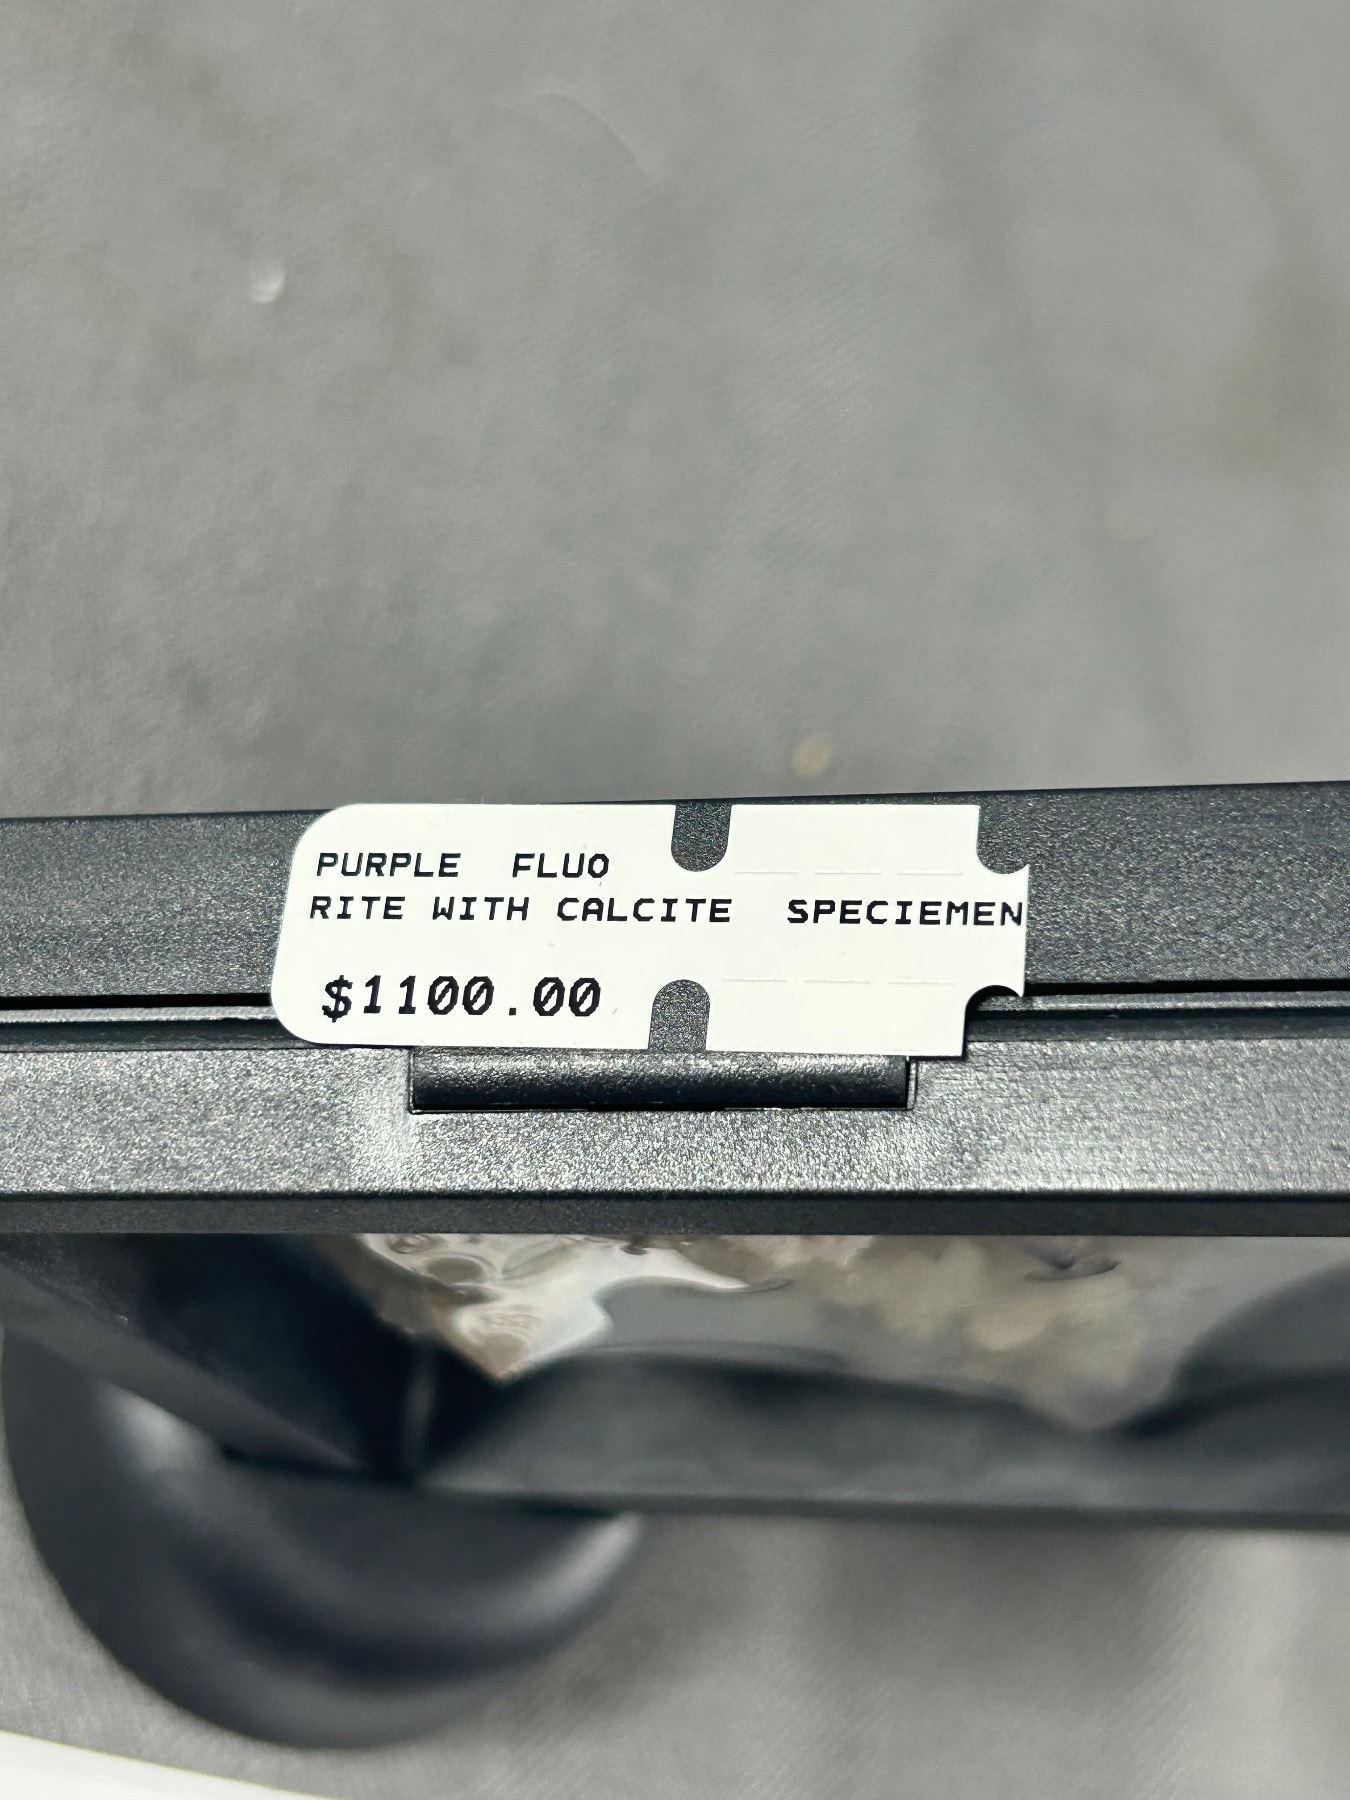 PURPLE FLUO
RITE WITH CALCITE SPECIEMEN
$1100.00